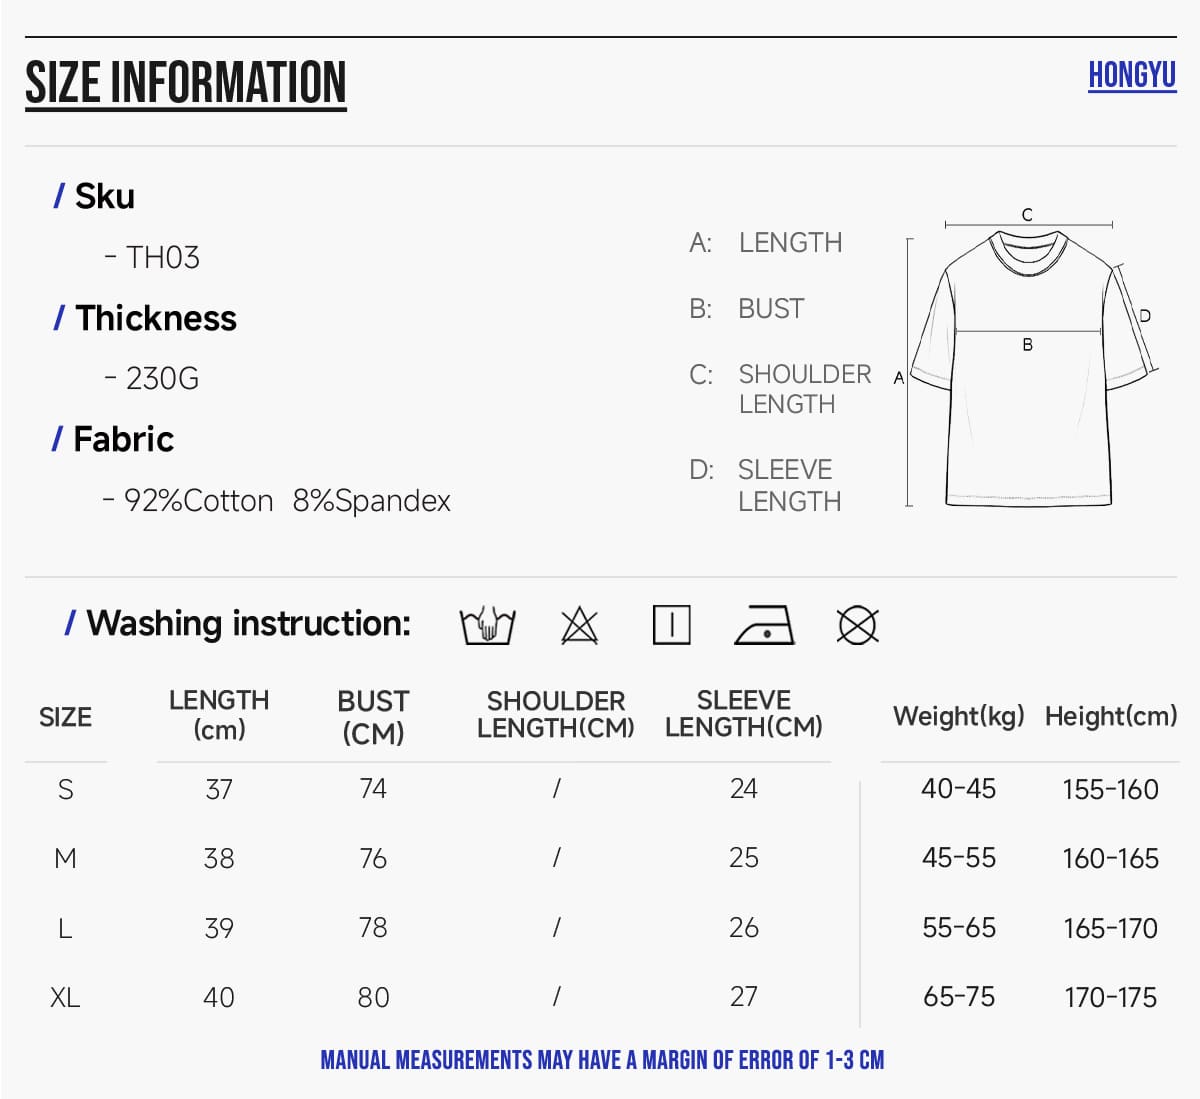 SIZE INFORMATION
HONGYU
/ Sku
- TH03
/ Thickness
- 230G
/ Fabric
- 92%Cotton 8%Spandex
A: LENGTH
B: BUST
C: SHOULDER
LENGTH
D: SLEEVE
LENGTH
C
D
B
A
/ Washing instruction:
SIZE LENGTH (cm) BUST (CM) SHOULDER LENGTH(CM) SLEEVE LENGTH(CM) Weight(kg) Height(cm)
S 37 74 / 24 40-45 155-160
M 38 76 / 25 45-55 160-165
L 39 78 / 26 55-65 165-170
XL 40 80 / 27 65-75 170-175
MANUAL MEASUREMENTS MAY HAVE A MARGIN OF ERROR OF 1-3 CM